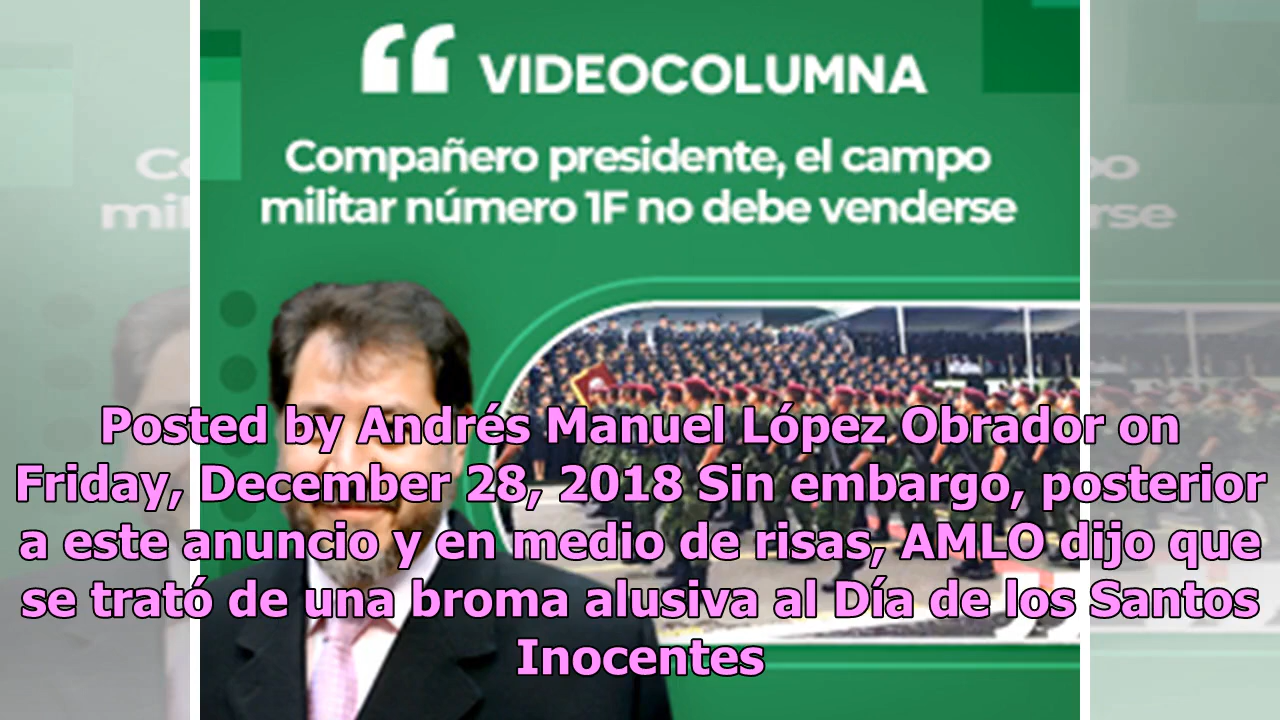 VIDEOCOLUMNA
Compañero presidente, el campo
militar número 1F no debe venderse
Posted by Andrés Manuel López Obrador on
Friday, December 28, 2018 Sin embargo, posterior
a este anuncio y en medio de risas, AMLO dijo que
se trató de una broma alusiva al Día de los Santos
Inocentes